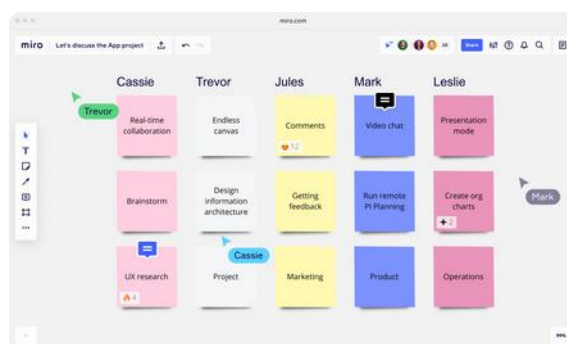 miro.com
miro Let's discuss the App project
Share
Cassie Trevor Jules Mark Leslie
Trevor
Real-time
collaboration
Endless
canvas
Comments
12
Video chat
Presentation
mode
Brainstorm
Design
information
architecture
Getting
feedback
Run remote
PI Planning
Create org
charts
+ 2
Mark
Cassie
UX research
4
Project
Marketing
Product
Operations